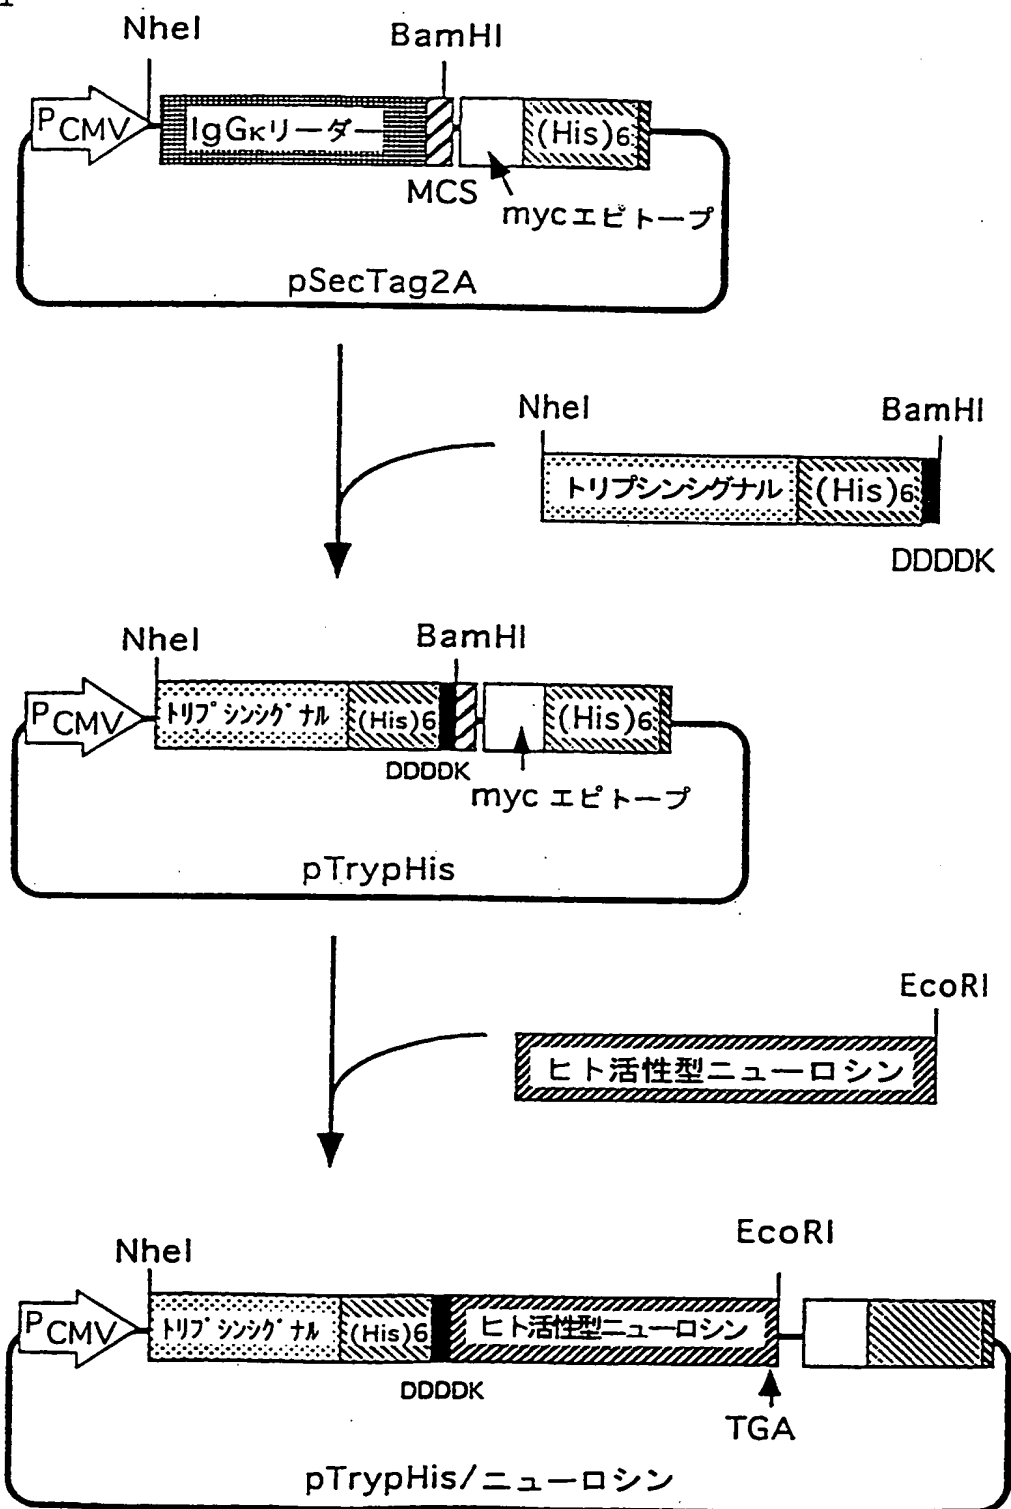 NheI
BamHI
PCMV
IgGκリーダー
(His)6
MCS
mycエピトープ
pSecTag2A
NheI
BamHI
トリプシンシグナル
(His)6
DDDDK
NheI
BamHI
PCMV
トリプシンシグナル
(His)6
(His)6
DDDDK
myc エピトープ
pTrypHis
EcoRI
ヒト活性型ニューロシン
EcoRI
NheI
PCMV
トリプシンシグナル
(His)6
ヒト活性型ニューロシン
DDDDK
TGA
pTrypHis/ニューロシン